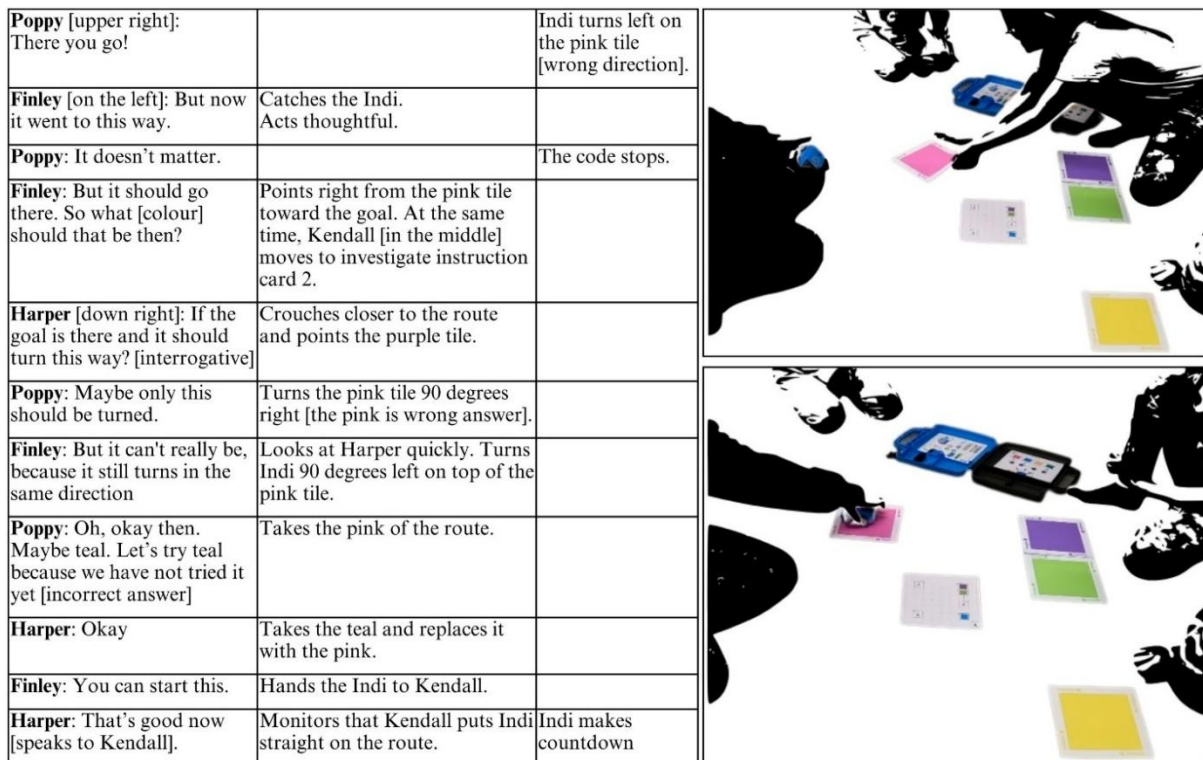 Poppy [upper right]:
There you go!
Indi turns left on
the pink tile
[wrong direction].
Finley [on the left]: But now
it went to this way.
Catches the Indi.
Acts thoughtful.
Poppy: It doesn’t matter.
The code stops.
Finley: But it should go
there. So what [colour]
should that be then?
Points right from the pink tile
toward the goal. At the same
time, Kendall [in the middle]
moves to investigate instruction
card 2.
Harper [down right]: If the
goal is there and it should
turn this way? [interrogative]
Crouches closer to the route
and points the purple tile.
Poppy: Maybe only this
should be turned.
Turns the pink tile 90 degrees
right [the pink is wrong answer].
Finley: But it can't really be,
because it still turns in the
same direction
Looks at Harper quickly. Turns
Indi 90 degrees left on top of the
pink tile.
Poppy: Oh, okay then.
Maybe teal. Let’s try teal
because we have not tried it
yet [incorrect answer]
Takes the pink of the route.
Harper: Okay
Takes the teal and replaces it
with the pink.
Finley: You can start this.
Hands the Indi to Kendall.
Harper: That’s good now
[speaks to Kendall].
Monitors that Kendall puts Indi
straight on the route.
Indi makes
countdown